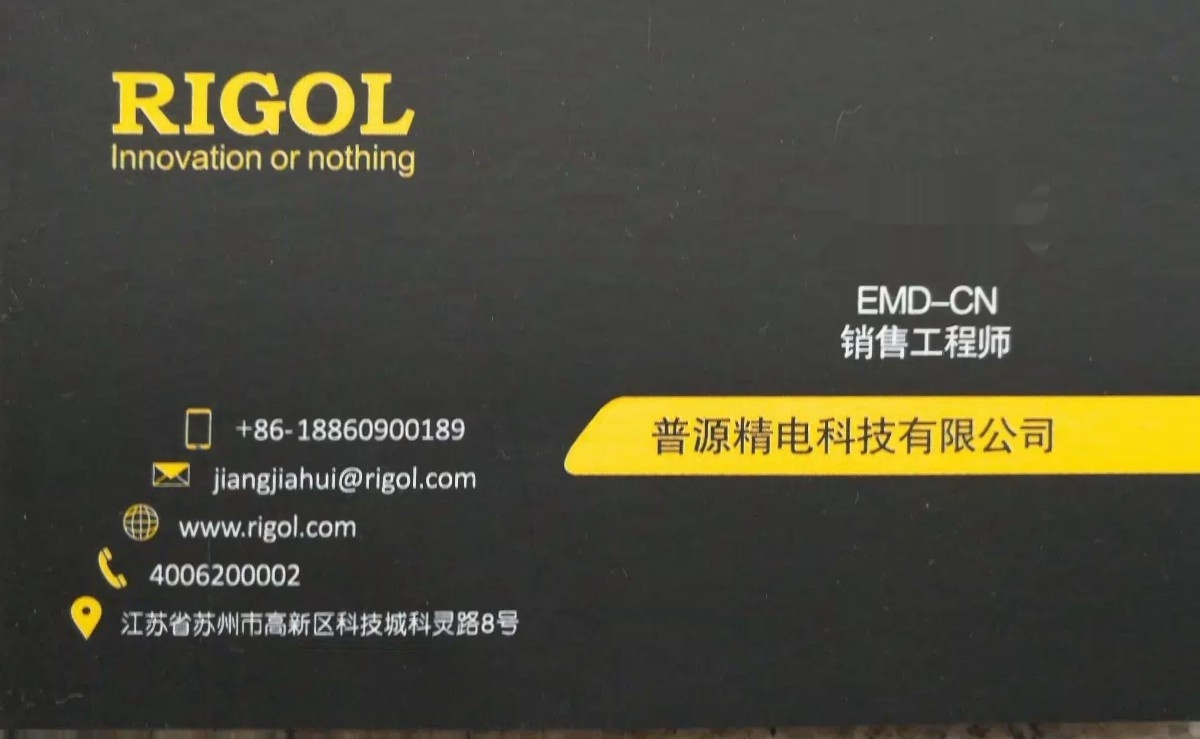 RIGOL
Innovation or nothing
EMD-CN
销售工程师
普源精电科技有限公司
+86-18860900189
jiangjiahui@rigol.com
www.rigol.com
4006200002
江苏省苏州市高新区科技城科灵路8号